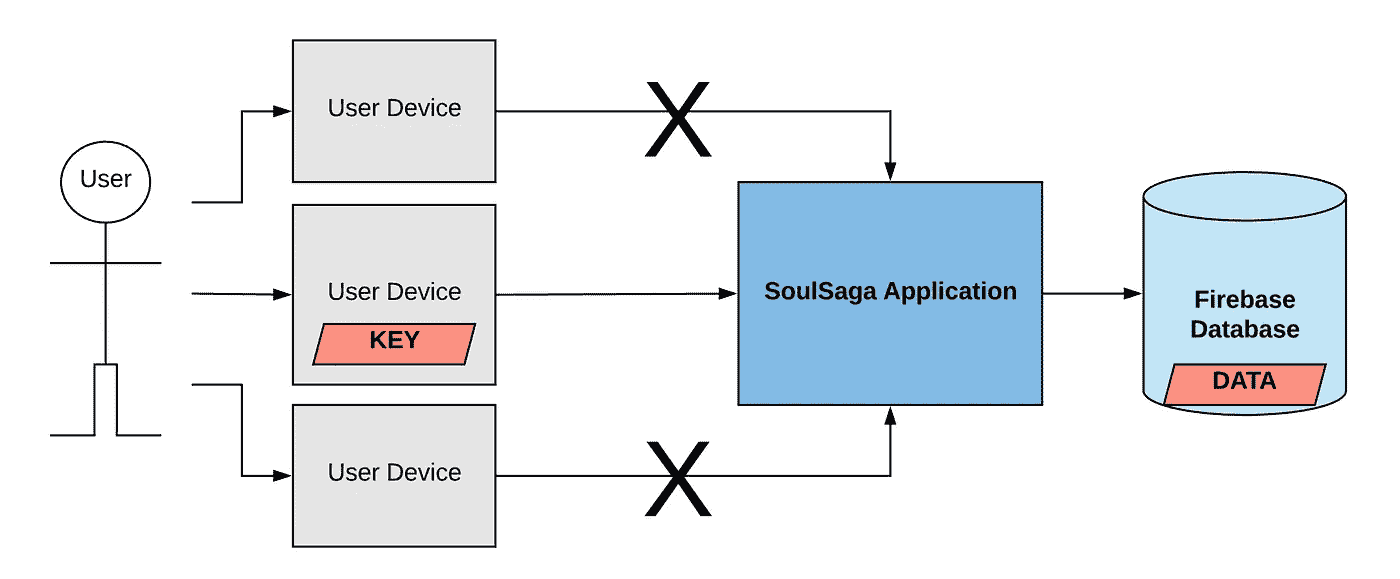 User Device
X
User
User Device
KEY
SoulSaga Application
Firebase
Database
DATA
User Device
X